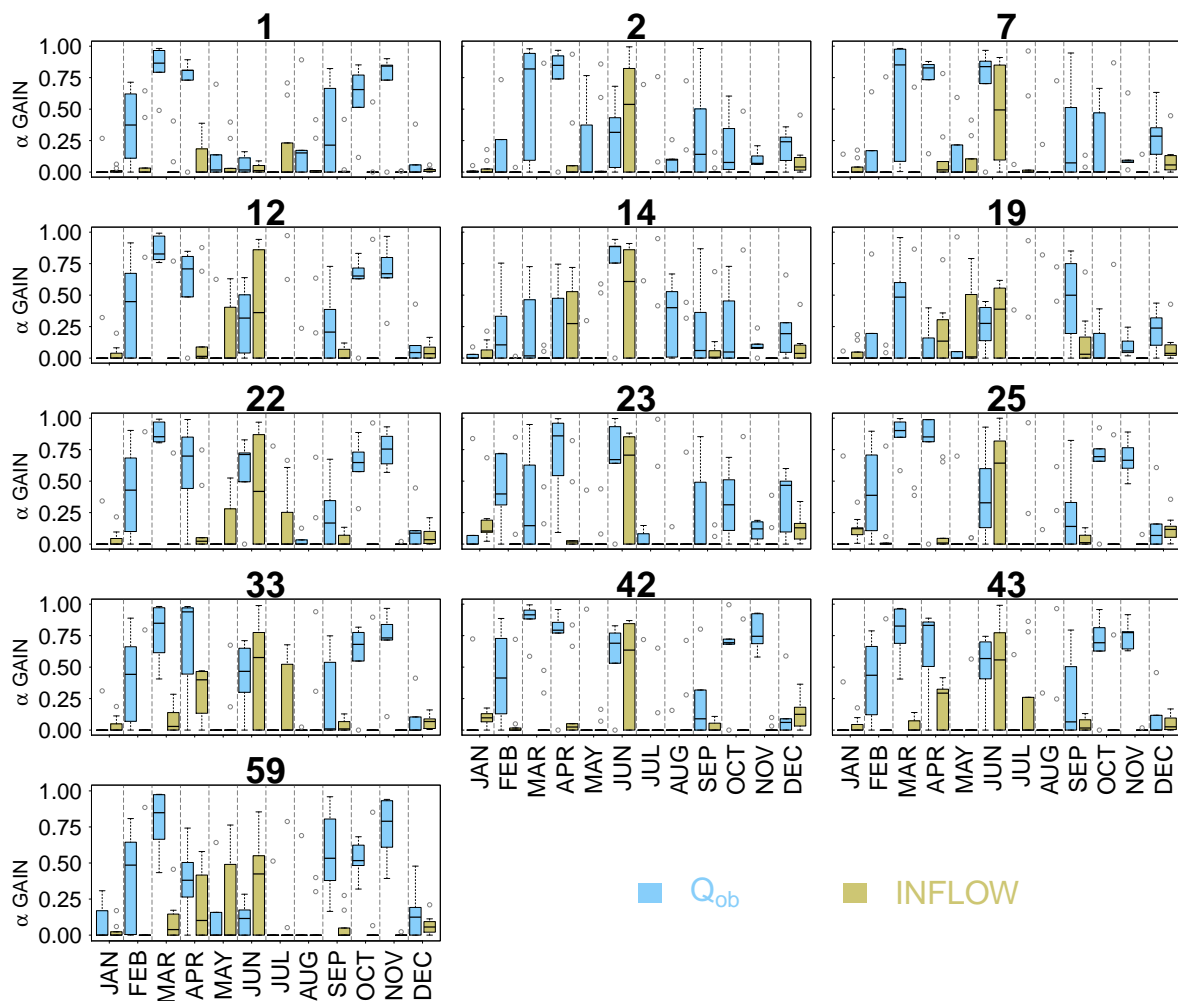 1 2 7
α GAIN
1.00
0.75
0.50
0.25
0.00
12 14 19
α GAIN
1.00
0.75
0.50
0.25
0.00
22 23 25
α GAIN
1.00
0.75
0.50
0.25
0.00
33 42 43
α GAIN
1.00
0.75
0.50
0.25
0.00
JAN FEB MAR APR MAY JUN JUL AUG SEP OCT NOV DEC
JAN FEB MAR APR MAY JUN JUL AUG SEP OCT NOV DEC
59
α GAIN
1.00
0.75
0.50
0.25
0.00
JAN FEB MAR APR MAY JUN JUL AUG SEP OCT NOV DEC
Qob INFLOW